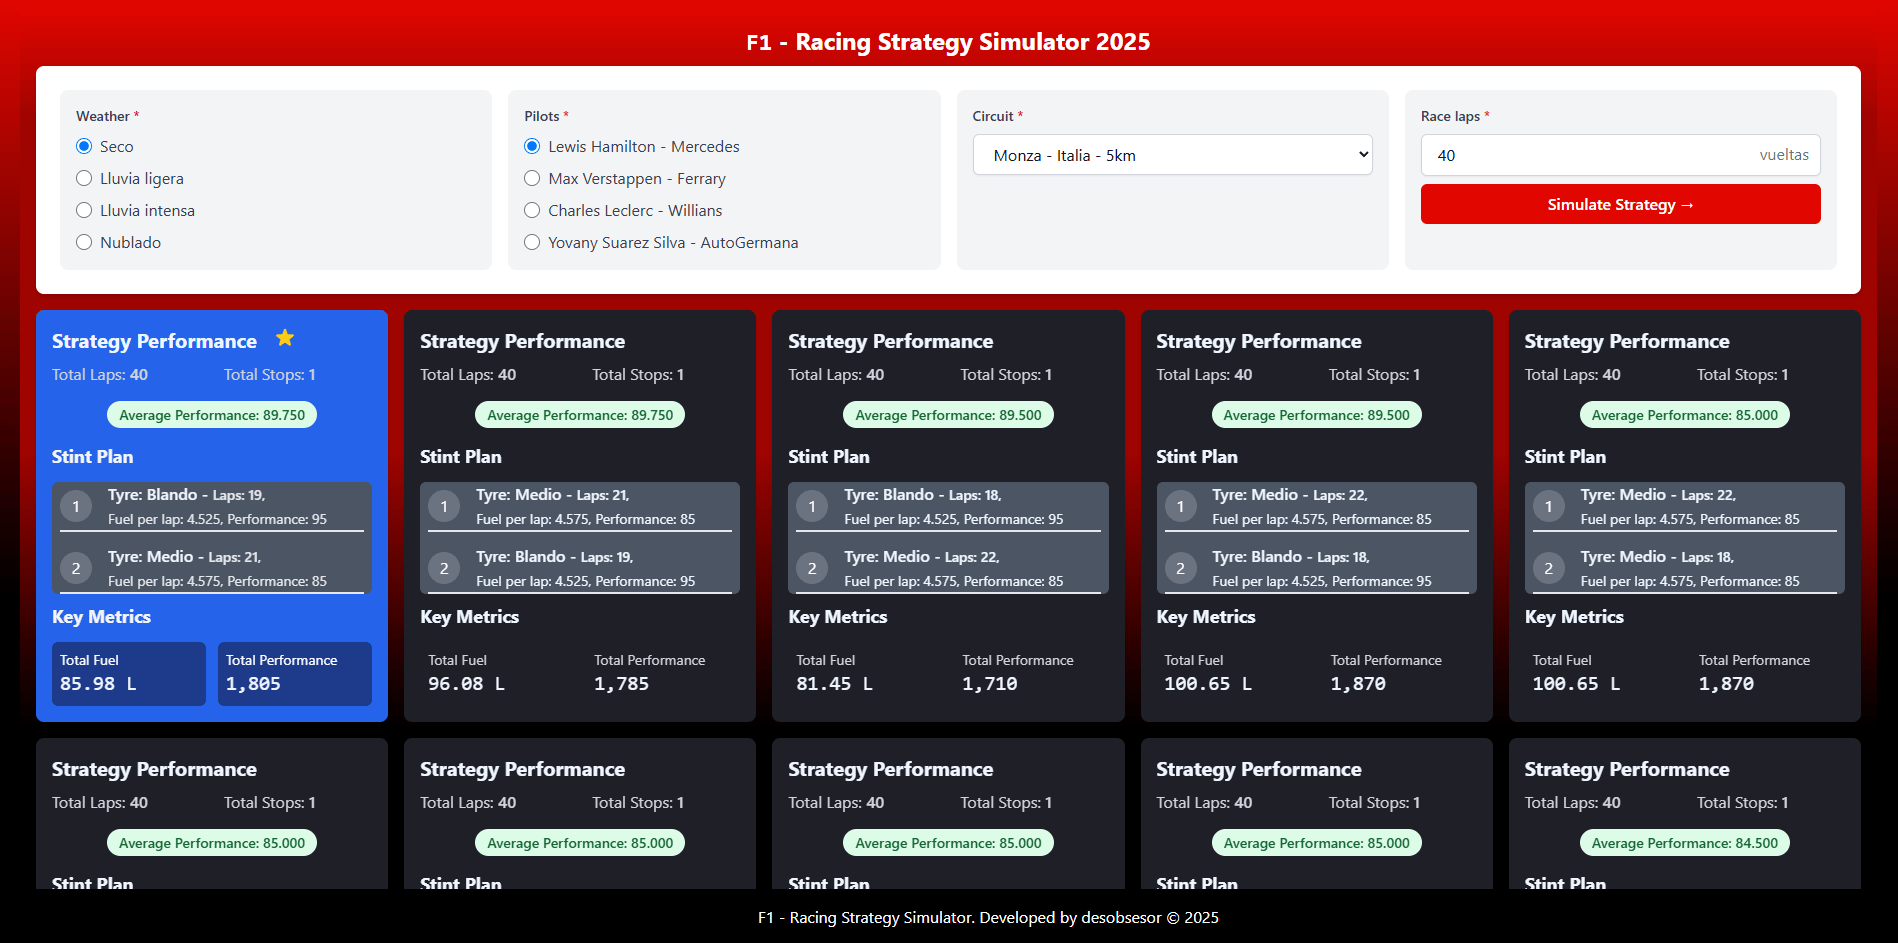 F1 - Racing Strategy Simulator 2025
Weather *
Seco
Lluvia ligera
Lluvia intensa
Nublado
Pilots *
Lewis Hamilton - Mercedes
Max Verstappen - Ferrary
Charles Leclerc - Willians
Yovany Suarez Silva - AutoGermana
Circuit *
Monza - Italia - 5km
Race laps *
40 vueltas
Simulate Strategy →
Strategy Performance
Total Laps: 40 Total Stops: 1
Average Performance: 89.750
Stint Plan
1 Tyre: Blando - Laps: 19,
Fuel per lap: 4.525, Performance: 95
2 Tyre: Medio - Laps: 21,
Fuel per lap: 4.575, Performance: 85
Key Metrics
Total Fuel Total Performance
85.98 L 1,805
Strategy Performance
Total Laps: 40 Total Stops: 1
Average Performance: 89.750
Stint Plan
1 Tyre: Medio - Laps: 21,
Fuel per lap: 4.575, Performance: 85
2 Tyre: Blando - Laps: 19,
Fuel per lap: 4.525, Performance: 95
Key Metrics
Total Fuel Total Performance
96.08 L 1,785
Strategy Performance
Total Laps: 40 Total Stops: 1
Average Performance: 89.500
Stint Plan
1 Tyre: Blando - Laps: 18,
Fuel per lap: 4.525, Performance: 95
2 Tyre: Medio - Laps: 22,
Fuel per lap: 4.575, Performance: 85
Key Metrics
Total Fuel Total Performance
81.45 L 1,710
Strategy Performance
Total Laps: 40 Total Stops: 1
Average Performance: 89.500
Stint Plan
1 Tyre: Medio - Laps: 22,
Fuel per lap: 4.575, Performance: 85
2 Tyre: Blando - Laps: 18,
Fuel per lap: 4.525, Performance: 95
Key Metrics
Total Fuel Total Performance
100.65 L 1,870
Strategy Performance
Total Laps: 40 Total Stops: 1
Average Performance: 85.000
Stint Plan
1 Tyre: Medio - Laps: 22,
Fuel per lap: 4.575, Performance: 85
2 Tyre: Medio - Laps: 18,
Fuel per lap: 4.575, Performance: 85
Key Metrics
Total Fuel Total Performance
100.65 L 1,870
Strategy Performance
Total Laps: 40 Total Stops: 1
Average Performance: 85.000
Stint Plan
Strategy Performance
Total Laps: 40 Total Stops: 1
Average Performance: 85.000
Stint Plan
Strategy Performance
Total Laps: 40 Total Stops: 1
Average Performance: 85.000
Stint Plan
Strategy Performance
Total Laps: 40 Total Stops: 1
Average Performance: 85.000
Stint Plan
Strategy Performance
Total Laps: 40 Total Stops: 1
Average Performance: 84.500
Stint Plan
F1 - Racing Strategy Simulator. Developed by desobsesor © 2025